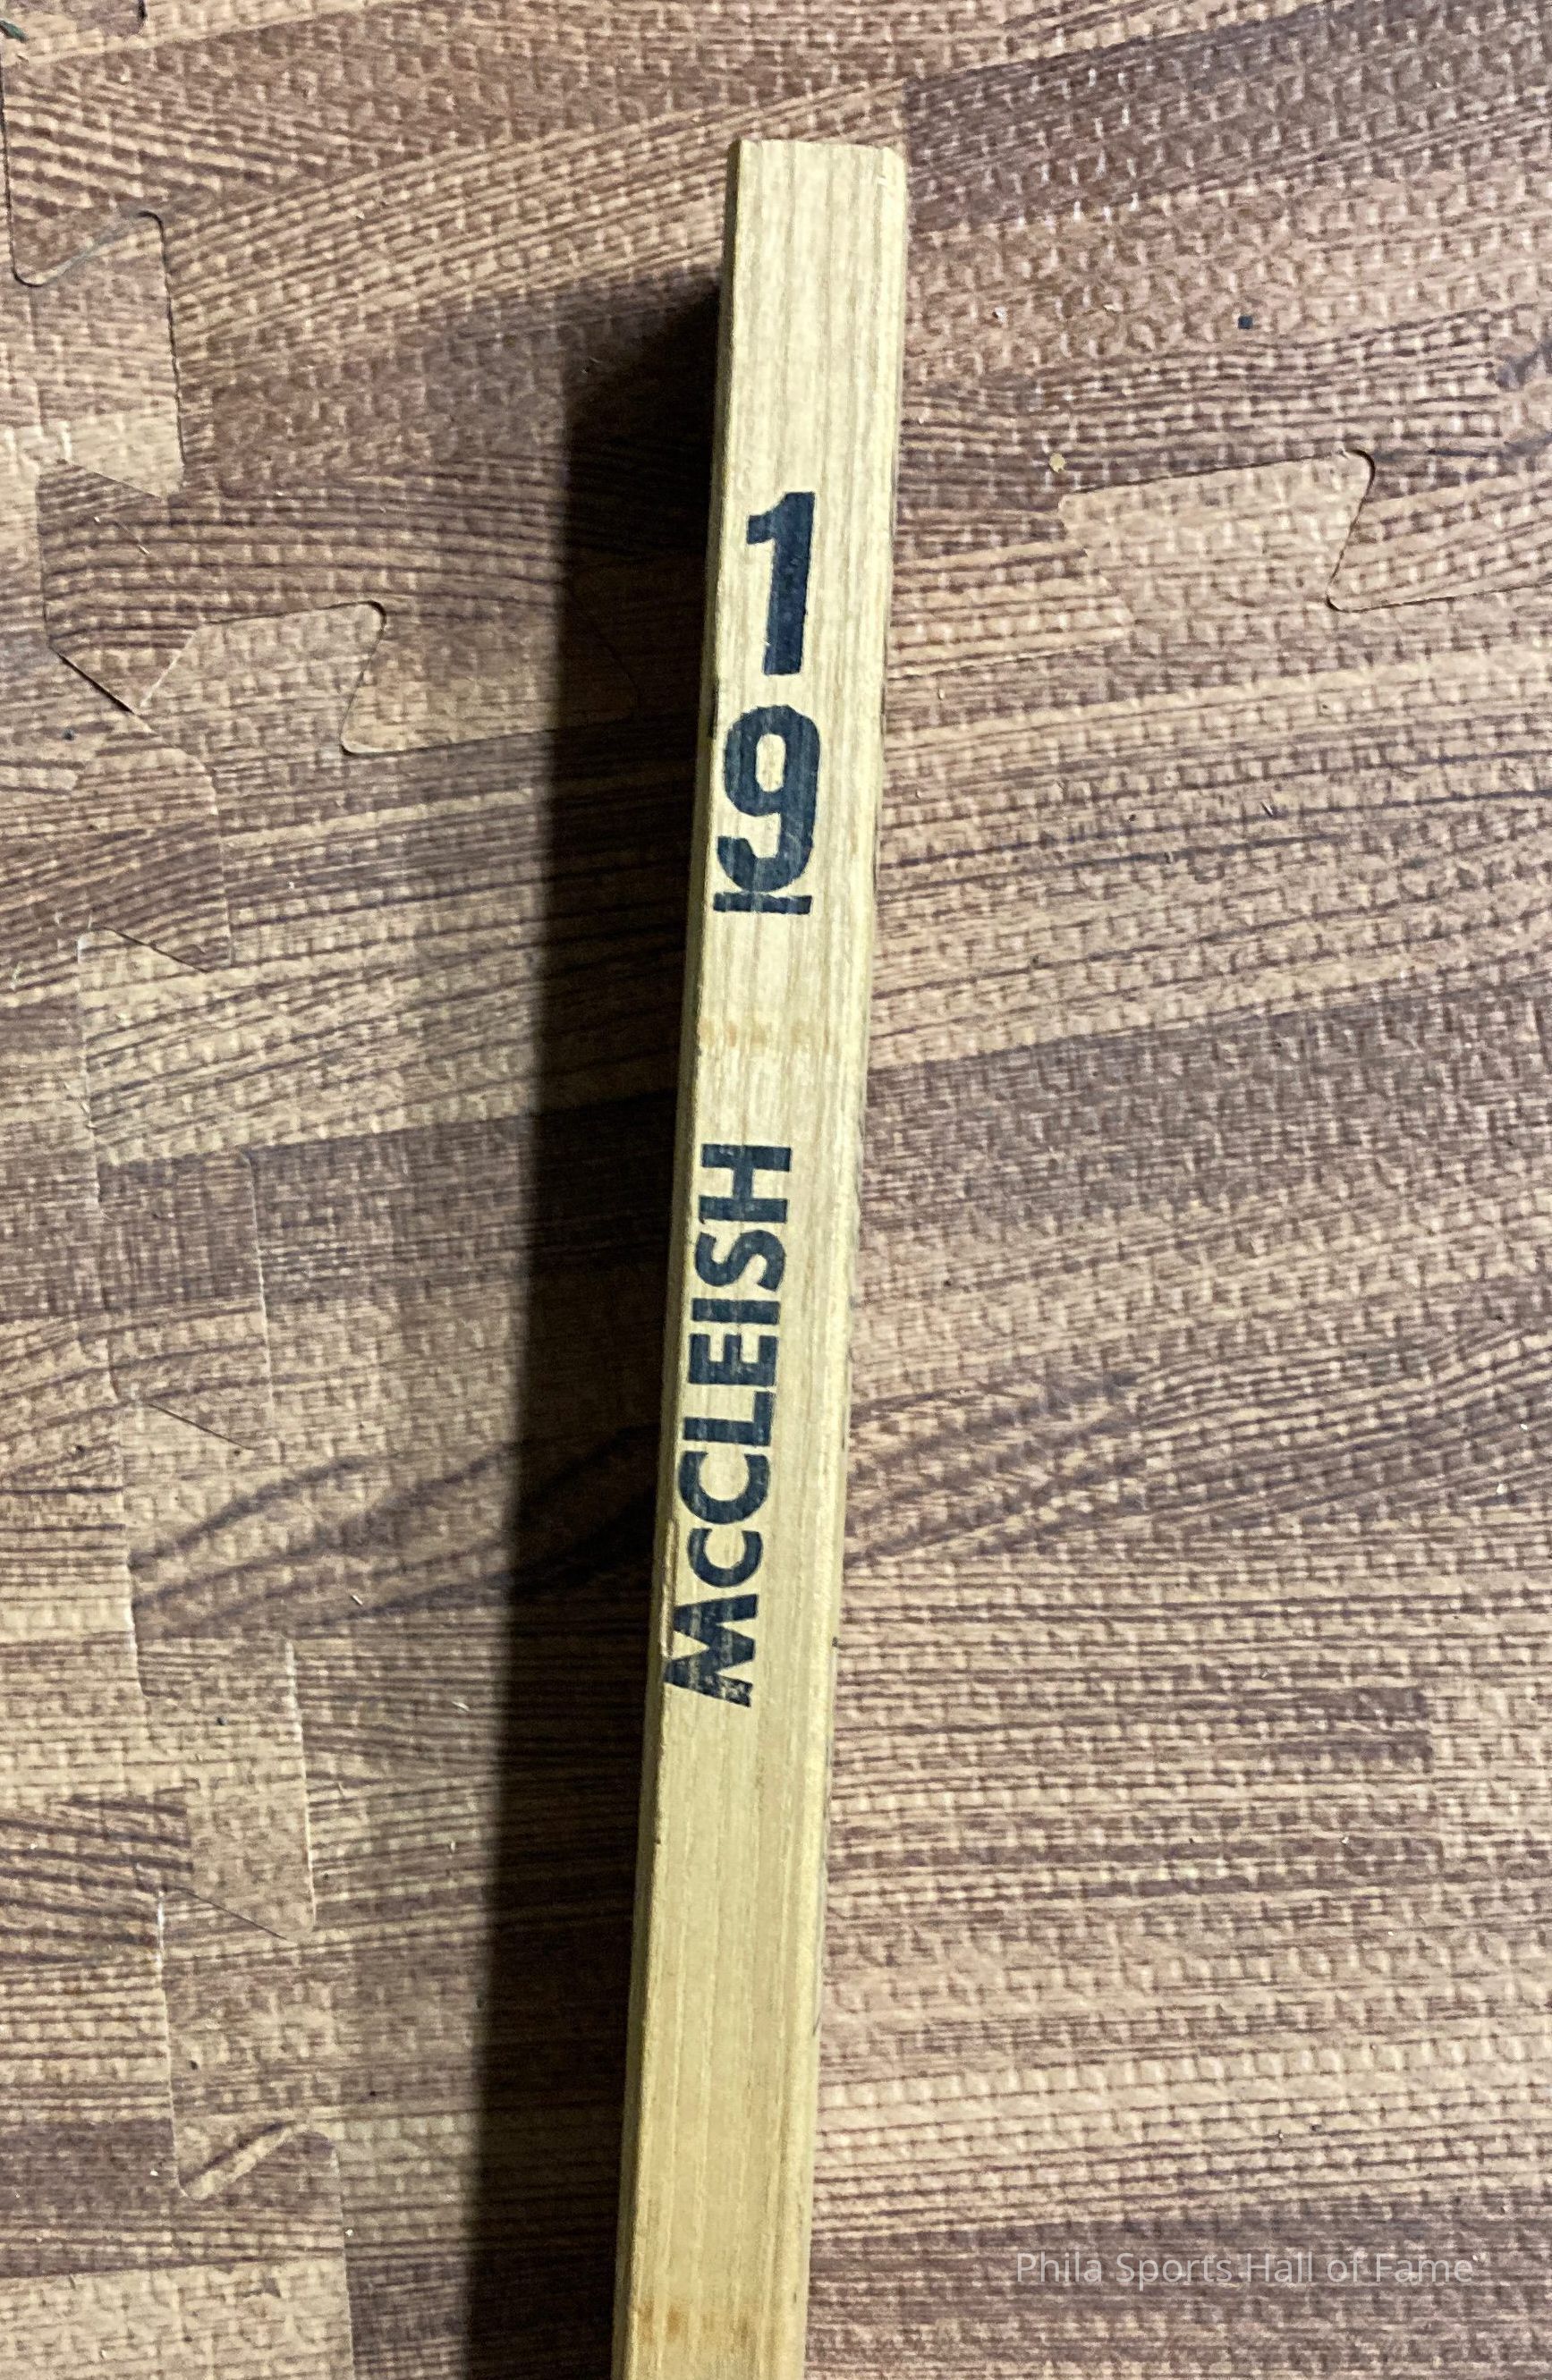 19
McCLEISH
Phila Sports Hall of Fame